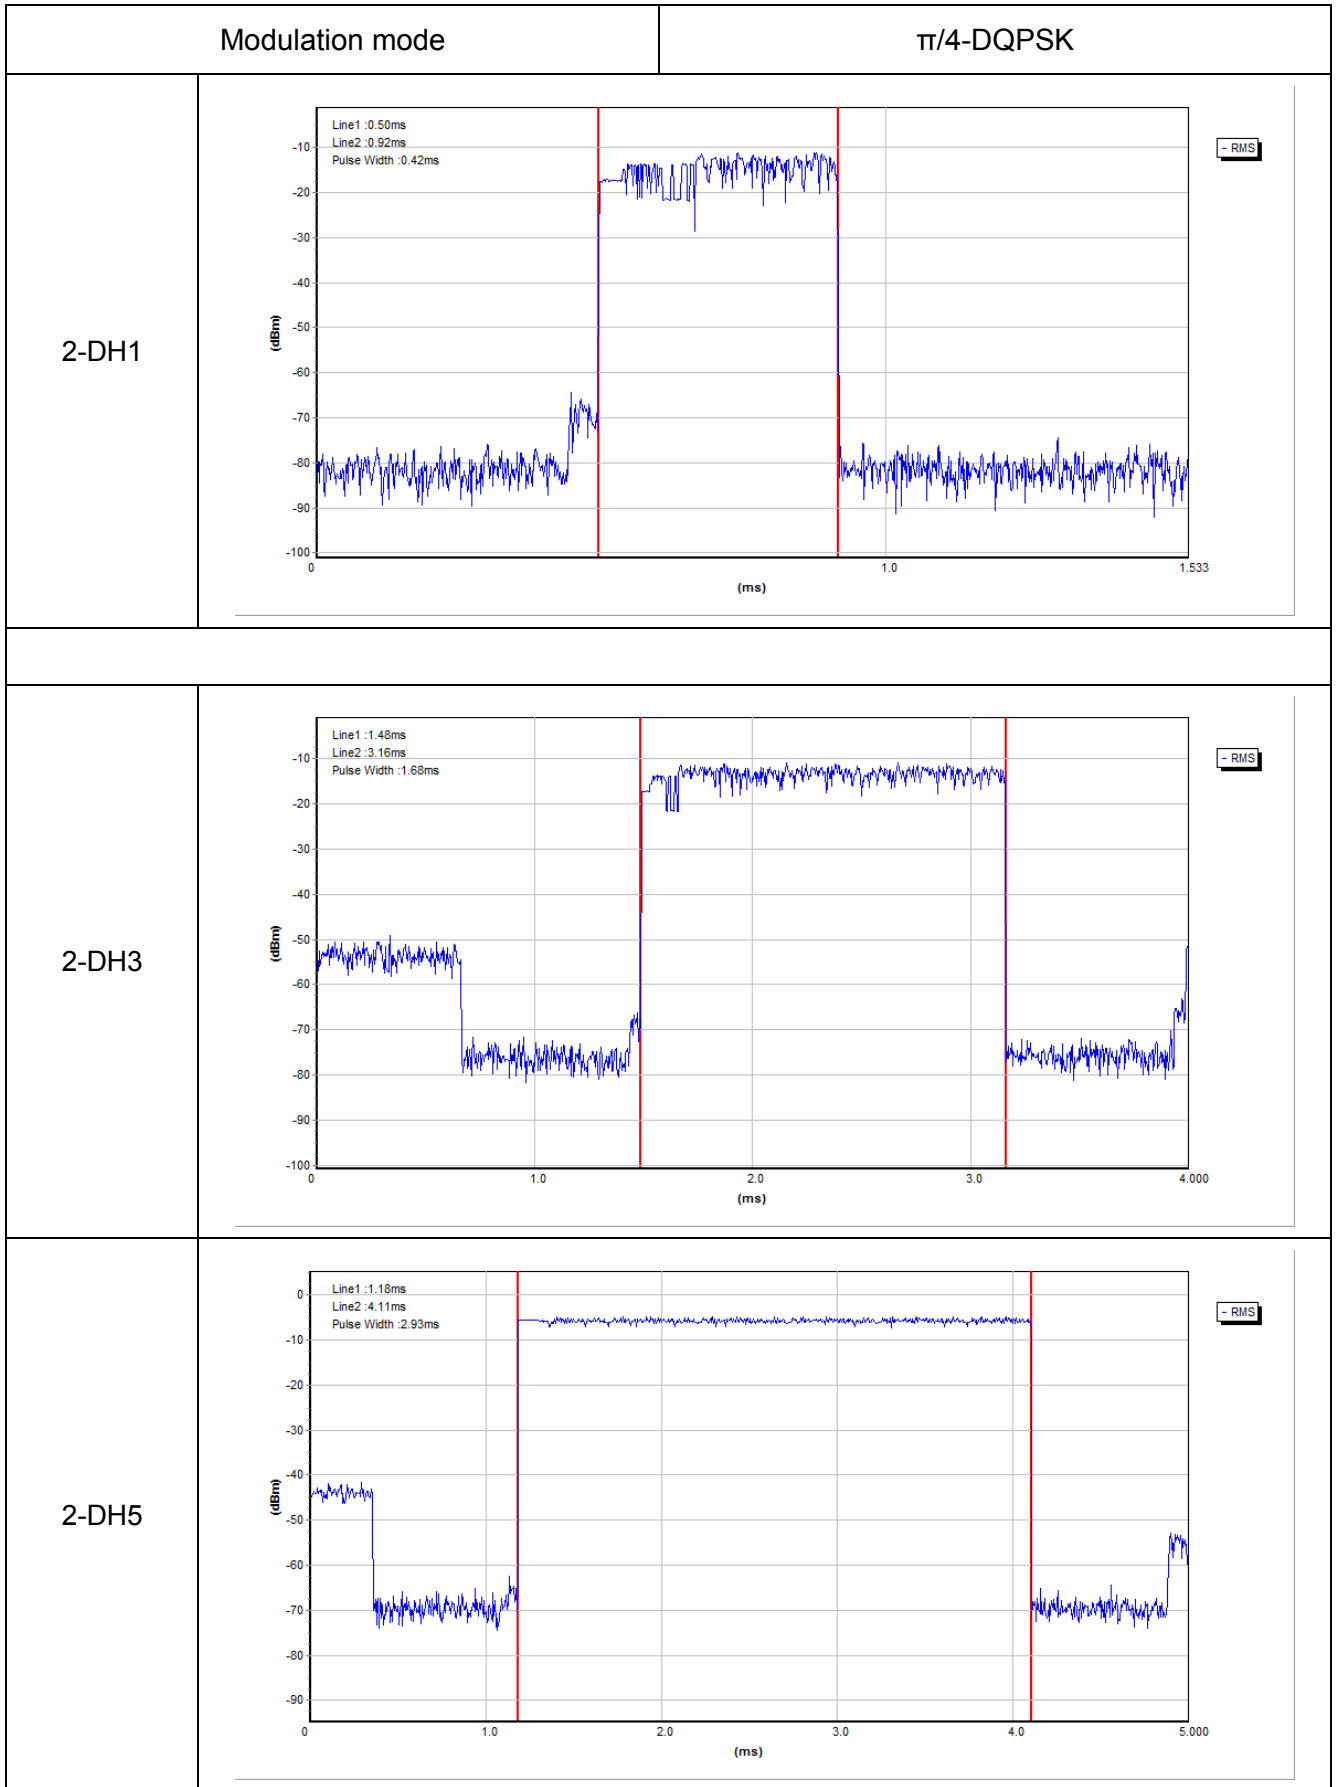 Modulation mode π/4-DQPSK
2-DH1
Line1 :0.50ms
Line2 :0.92ms
Pulse Width :0.42ms
- RMS
-10
-20
-30
-40
-50
-60
-70
-80
-90
-100
(dBm)
0 1.0 1.533
(ms)
2-DH3
Line1 :1.48ms
Line2 :3.16ms
Pulse Width :1.68ms
- RMS
-10
-20
-30
-40
-50
-60
-70
-80
-90
-100
(dBm)
0 1.0 2.0 3.0 4.000
(ms)
2-DH5
Line1 :1.18ms
Line2 :4.11ms
Pulse Width :2.93ms
- RMS
0
-10
-20
-30
-40
-50
-60
-70
-80
-90
(dBm)
0 1.0 2.0 3.0 4.0 5.000
(ms)